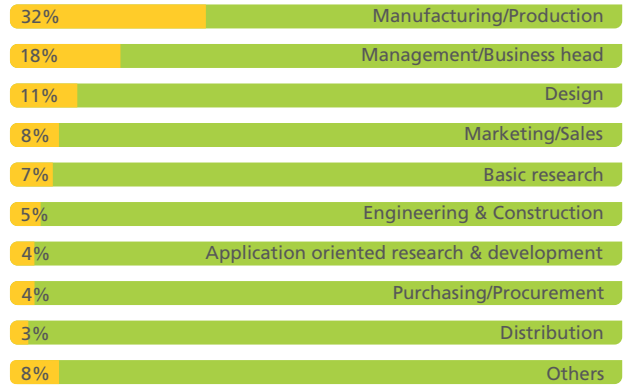 32% Manufacturing/Production
18% Management/Business head
11% Design
8% Marketing/Sales
7% Basic research
5% Engineering & Construction
4% Application oriented research & development
4% Purchasing/Procurement
3% Distribution
8% Others